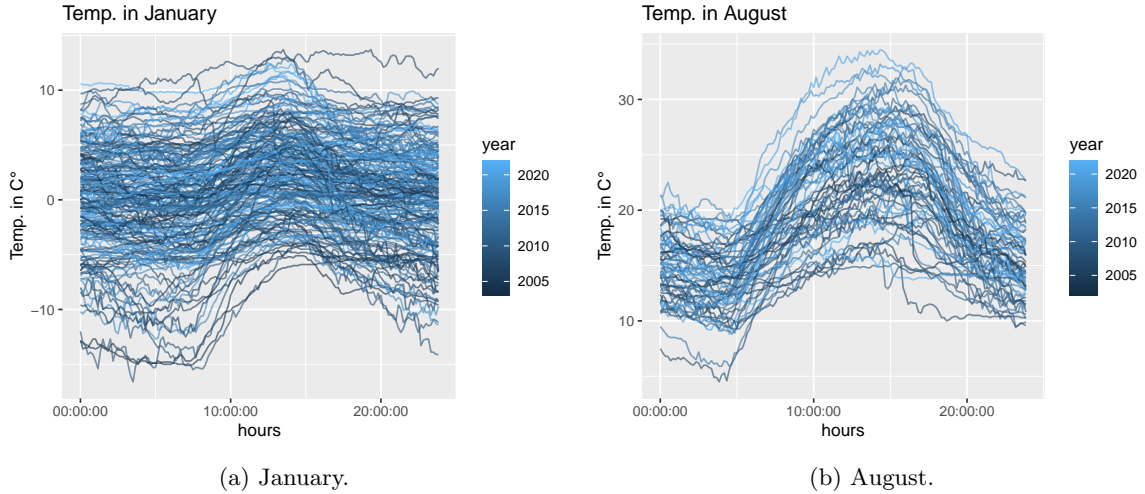 Temp. in January
Temp. in C°
10
0
−10
00:00:00
10:00:00
20:00:00
hours
year
2020
2015
2010
2005
(a) January.
Temp. in August
Temp. in C°
30
20
10
00:00:00
10:00:00
20:00:00
hours
year
2020
2015
2010
2005
(b) August.